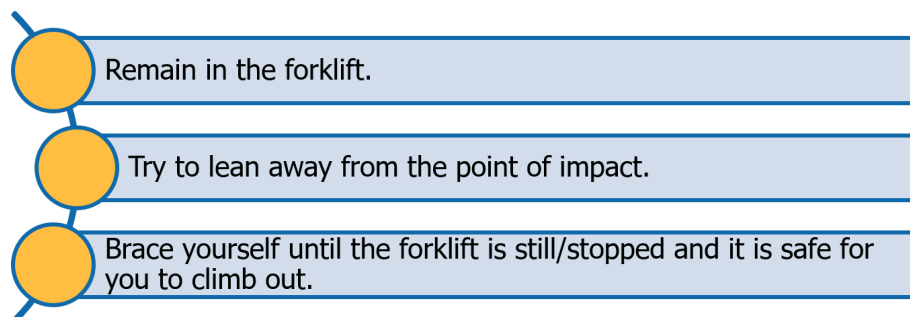 Remain in the forklift.
Try to lean away from the point of impact.
Brace yourself until the forklift is still/stopped and it is safe for
you to climb out.